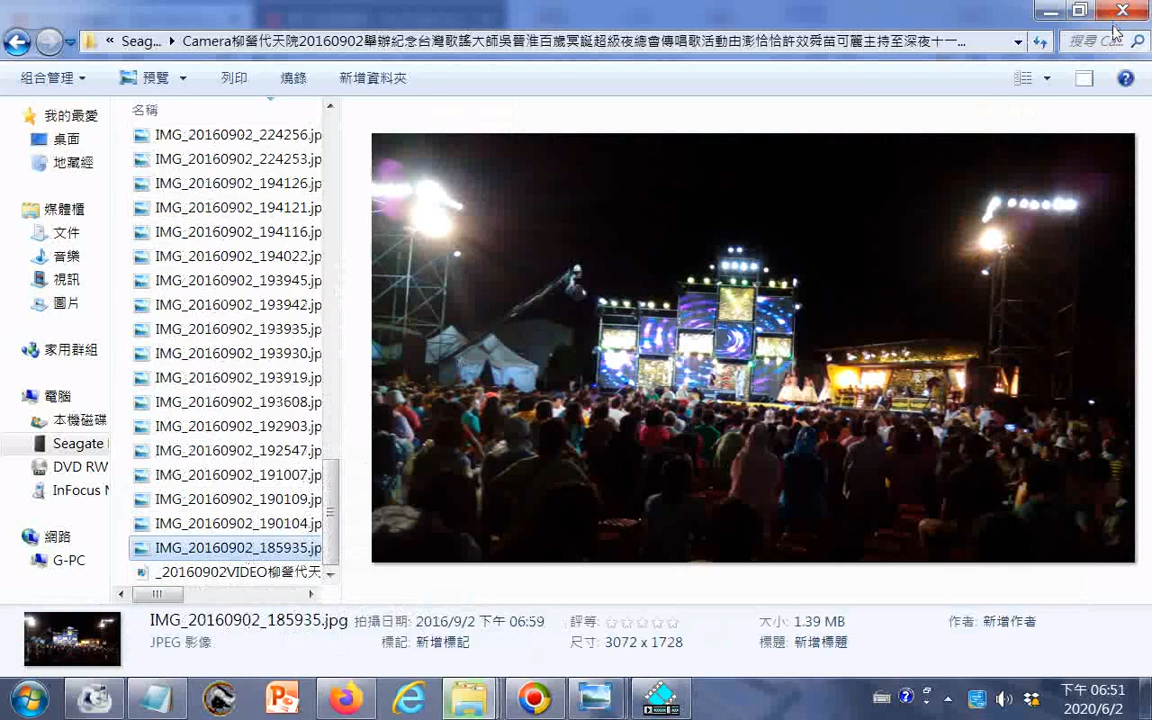 « Seag... ▸ Camera柳營代天院20160902舉辦紀念台灣歌謠大師吳晉淮百歲冥誕超級夜總會傳唱歌活動由澎恰恰許效舜苗可麗主持至深夜十一...
搜尋 Ca...
組合管理 預覽 列印 燒錄 新增資料夾
我的最愛
桌面
地藏經
媒體櫃
文件
音樂
視訊
圖片
家用群組
電腦
本機磁碟
Seagate
DVD RW
InFocus
網路
G-PC
名稱
IMG_20160902_224256.jp
IMG_20160902_224253.jp
IMG_20160902_194126.jp
IMG_20160902_194121.jp
IMG_20160902_194116.jp
IMG_20160902_194022.jp
IMG_20160902_193945.jp
IMG_20160902_193942.jp
IMG_20160902_193935.jp
IMG_20160902_193930.jp
IMG_20160902_193919.jp
IMG_20160902_193608.jp
IMG_20160902_192903.jp
IMG_20160902_192547.jp
IMG_20160902_191007.jp
IMG_20160902_190109.jp
IMG_20160902_190104.jp
IMG_20160902_185935.jp
_20160902VIDEO柳營代天
IMG_20160902_185935.jpg 拍攝日期: 2016/9/2 下午 06:59 評等: 大小: 1.39 MB 作者: 新增作者
JPEG 影像 標記: 新增標記 尺寸: 3072 x 1728 標題: 新增標題
下午 06:51
2020/6/2